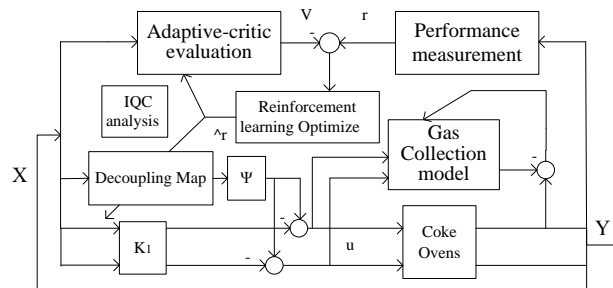 V
r
Adaptive-critic
evaluation
-
Performance
measurement
IQC
analysis
^r
Reinforcement
learning Optimize
Gas
Collection
model
-
X
Decoupling Map
Ψ
Y
-
K1
-
u
Coke
Ovens